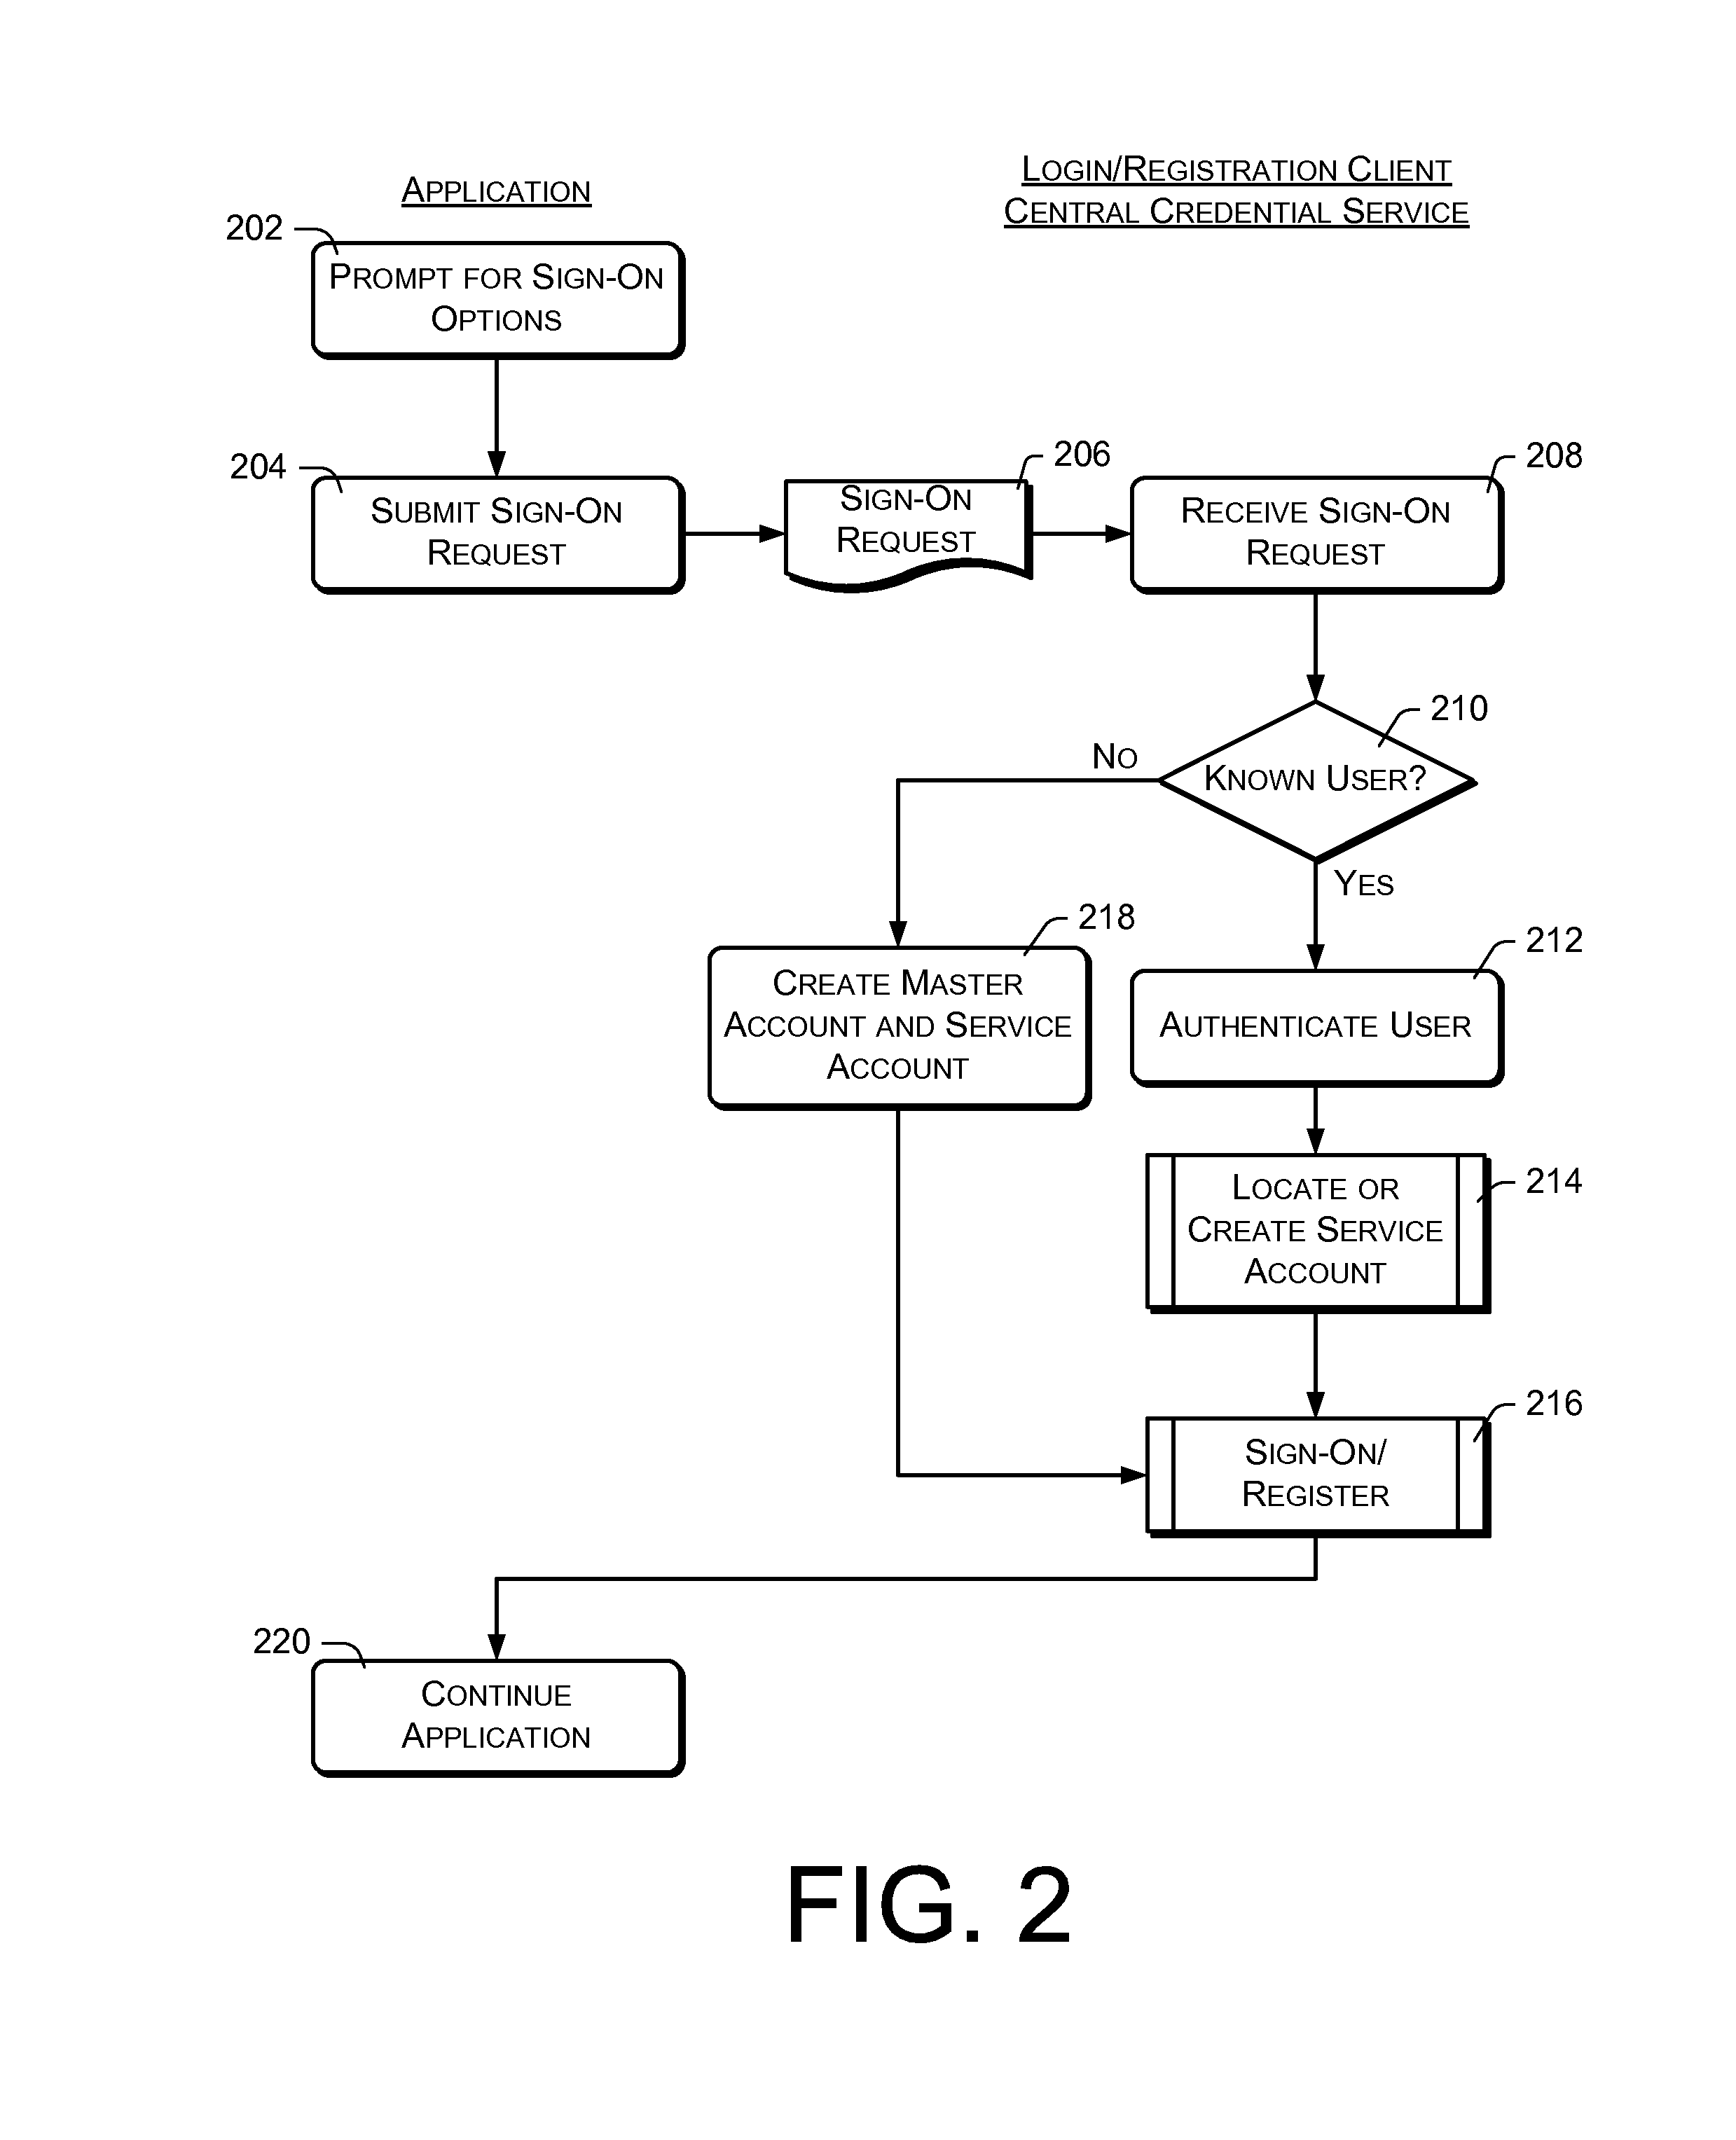 Application
Login/Registration Client
Central Credential Service
202
Prompt for Sign-On
Options
204
Submit Sign-On
Request
206
Sign-On
Request
208
Receive Sign-On
Request
210
Known User?
No
Yes
218
Create Master
Account and Service
Account
212
Authenticate User
214
Locate or
Create Service
Account
216
Sign-On/
Register
220
Continue
Application
FIG. 2